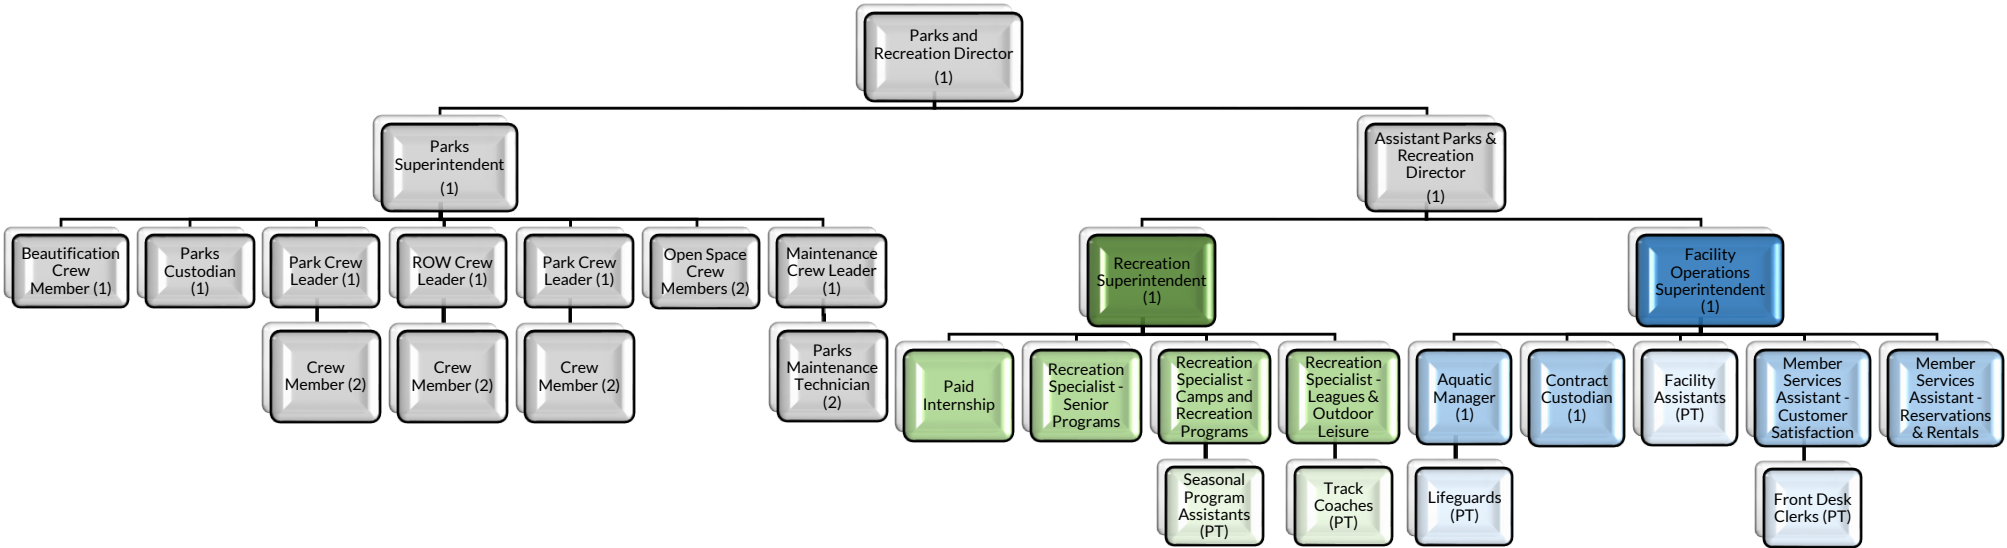 Parks and
Recreation Director
(1)
Parks
Superintendent
(1)
Assistant Parks &
Recreation
Director
(1)
Beautification
Crew
Member (1)
Parks
Custodian
(1)
Park Crew
Leader (1)
ROW Crew
Leader (1)
Park Crew
Leader (1)
Open Space
Crew
Members (2)
Maintenance
Crew Leader
(1)
Recreation
Superintendent
(1)
Facility
Operations
Superintendent
(1)
Crew
Member (2)
Crew
Member (2)
Crew
Member (2)
Parks
Maintenance
Technician
(2)
Paid
Internship
Recreation
Specialist -
Senior
Programs
Recreation
Specialist -
Camps and
Recreation
Programs
Recreation
Specialist -
Leagues &
Outdoor
Leisure
Aquatic
Manager
(1)
Contract
Custodian
(1)
Facility
Assistants
(PT)
Member
Services
Assistant -
Customer
Satisfaction
Member
Services
Assistant -
Reservations
& Rentals
Seasonal
Program
Assistants
(PT)
Track
Coaches
(PT)
Lifeguards
(PT)
Front Desk
Clerks (PT)